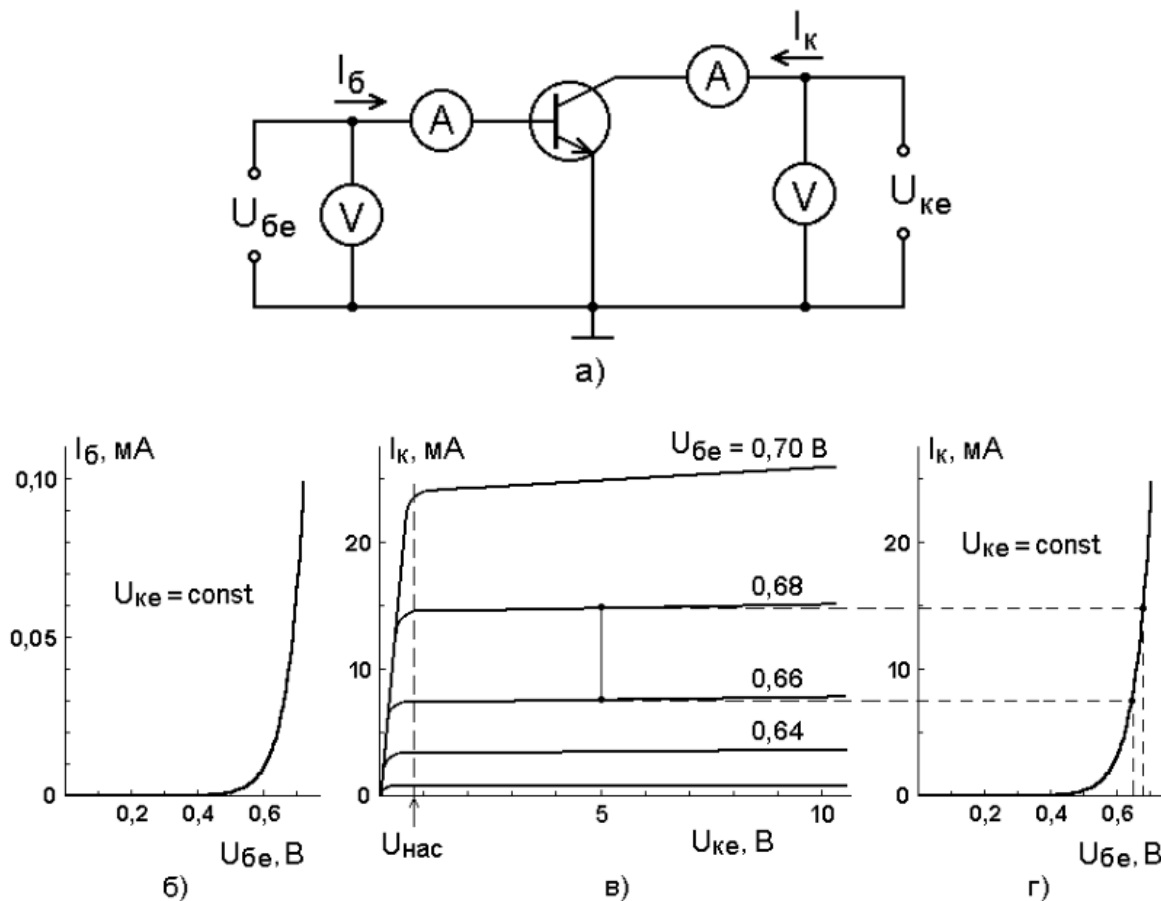 Iб
Iк
A
A
V
V
Uбе
Uке
а)
Iб, мА
0,10
0,05
0
Uке = const
0,2
0,4
0,6
Uбе, В
б)
Iк, мА
20
10
0
Uбе = 0,70 В
0,68
0,66
0,64
5
10
Uнас
Uке, В
в)
Iк, мА
20
10
0
Uке = const
0,2
0,4
0,6
Uбе, В
г)